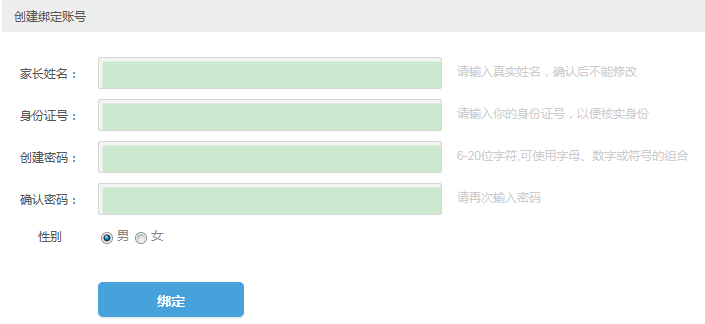 创建绑定账号
家长姓名： 请输入真实姓名，确认后不能修改
身份证号： 请输入你的身份证号，以便核实身份
创建密码： 6-20位字符,可使用字母、数字或符号的组合
确认密码： 请再次输入密码
性别 男 女
绑定